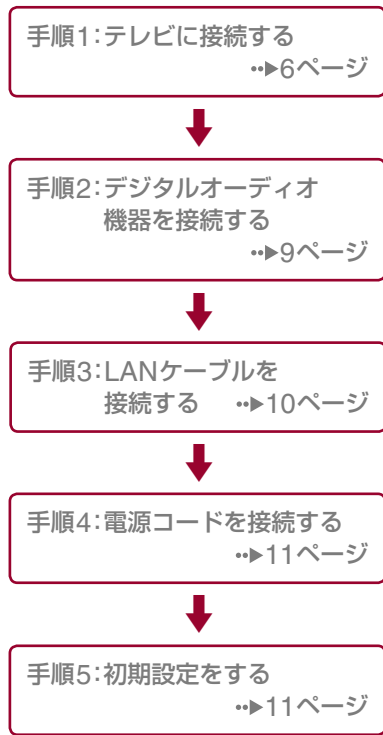 手順1:テレビに接続する
••▶6ページ
手順2:デジタルオーディオ
機器を接続する
••▶9ページ
手順3:LANケーブルを
接続する ••▶10ページ
手順4:電源コードを接続する
••▶11ページ
手順5:初期設定をする
••▶11ページ